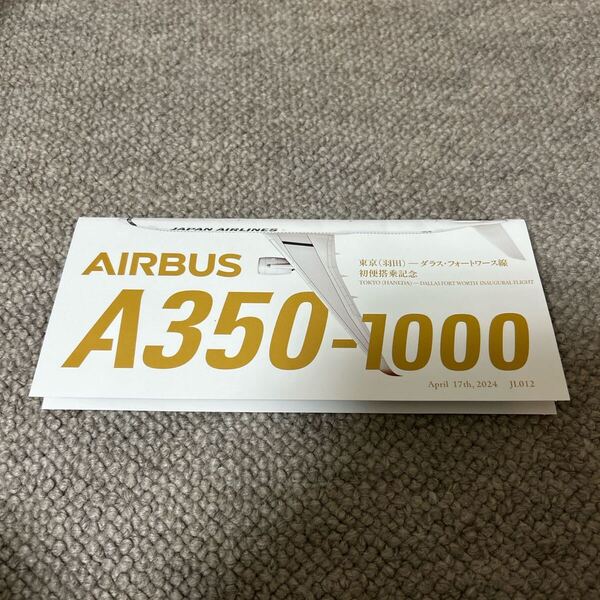 JAPAN AIRLINES
AIRBUS
A350-1000
東京(羽田)—ダラス・フォートワース線
初便搭乗記念
TOKYO (HANEDA) — DALLAS FORT WORTH INAUGURAL FLIGHT
April 17th, 2024 JL012